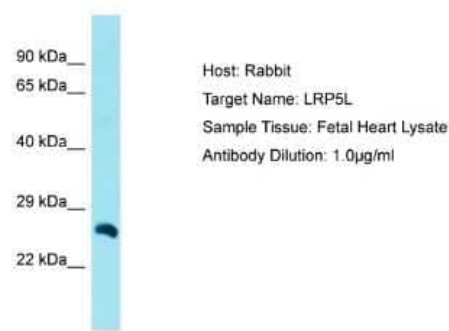 90 kDa
65 kDa
40 kDa
29 kDa
22 kDa
Host: Rabbit
Target Name: LRP5L
Sample Tissue: Fetal Heart Lysate
Antibody Dilution: 1.0µg/ml